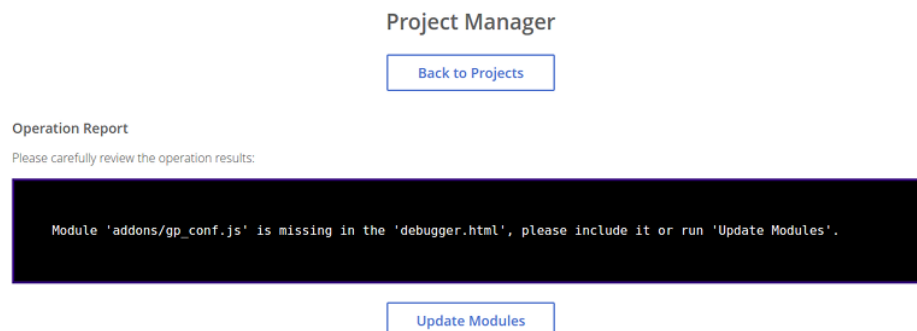 Project Manager
Back to Projects
Operation Report
Please carefully review the operation results:
Module 'addons/gp_conf.js' is missing in the 'debugger.html', please include it or run 'Update Modules'.
Update Modules